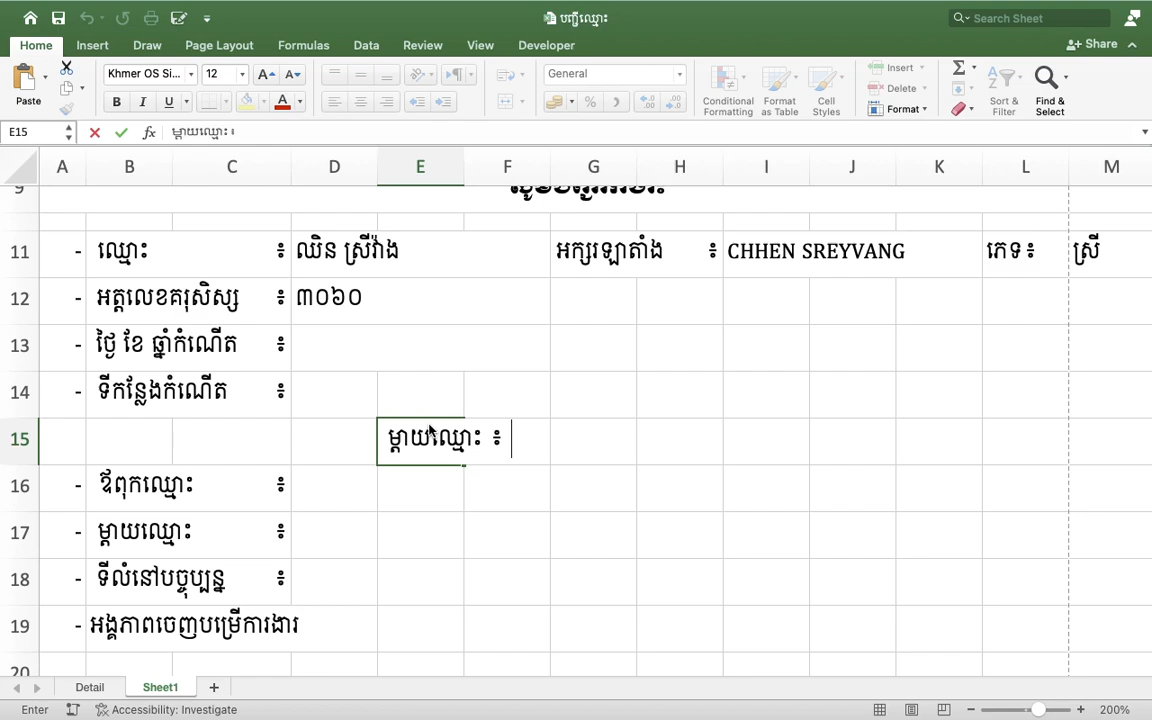 បញ្ជីឈ្មោះ
Search Sheet
Home Insert Draw Page Layout Formulas Data Review View Developer
Share
Paste
Khmer OS Si... 12
General
Conditional Formatting
Format as Table
Cell Styles
Insert
Delete
Format
Sort & Filter
Find & Select
E15 fx ម្តាយឈ្មោះ ៖
A B C D E F G H I J K L M
9
11 - ឈ្មោះ ៖ ឈិន ស្រីវ៉ាង អក្សរឡាតាំង ៖ CHHEN SREYVANG ភេទ៖ ស្រី
12 - អត្តលេខគរុសិស្ស ៖ ៣០៦០
13 - ថ្ងៃ ខែ ឆ្នាំកំណើត ៖
14 - ទីកន្លែងកំណើត ៖
15 ម្តាយឈ្មោះ ៖
16 - ឪពុកឈ្មោះ ៖
17 - ម្តាយឈ្មោះ ៖
18 - ទីលំនៅបច្ចុប្បន្ន ៖
19 - អង្គភាពចេញបម្រើការងារ
20
Detail Sheet1
Enter Accessibility: Investigate 200%